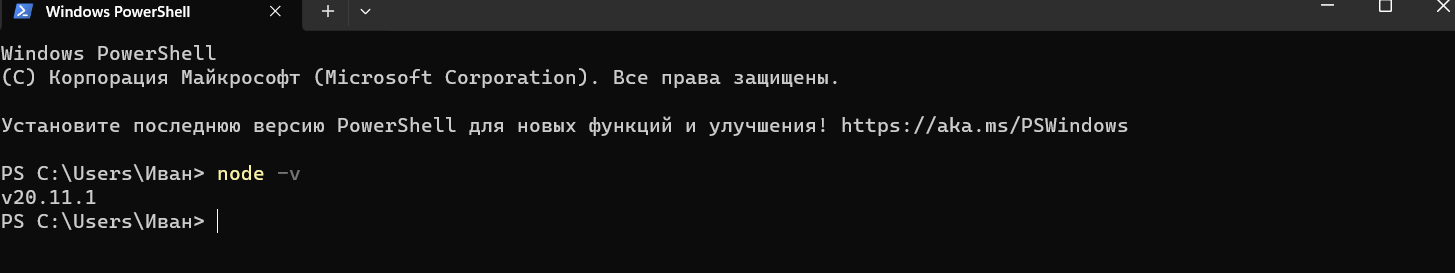 Windows PowerShell
Windows PowerShell
(C) Корпорация Майкрософт (Microsoft Corporation). Все права защищены.
Установите последнюю версию PowerShell для новых функций и улучшения! https://aka.ms/PSWindows
PS C:\Users\Иван> node -v
v20.11.1
PS C:\Users\Иван>